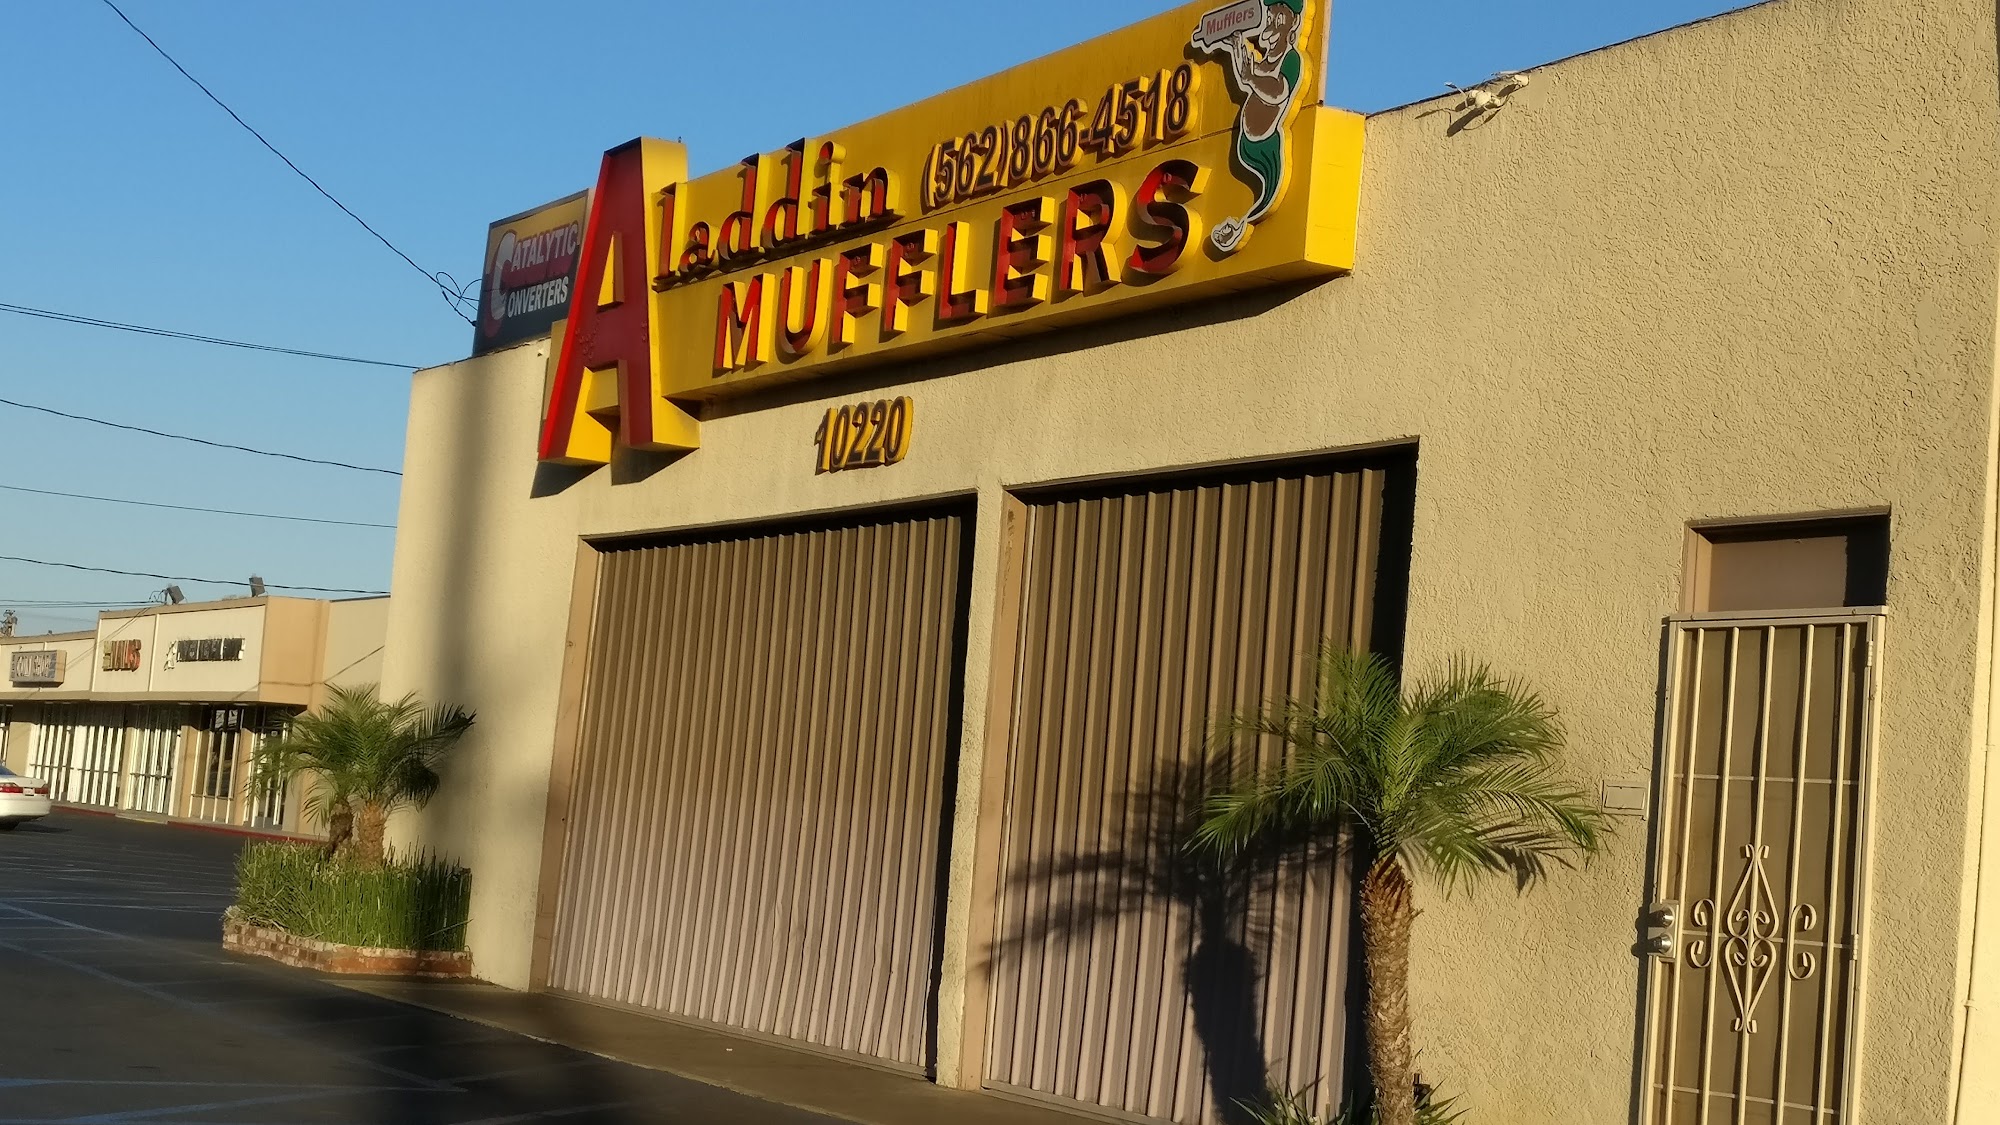 CATALYTIC
CONVERTERS
Aladdin (562)866-4518
MUFFLERS
Mufflers
10220